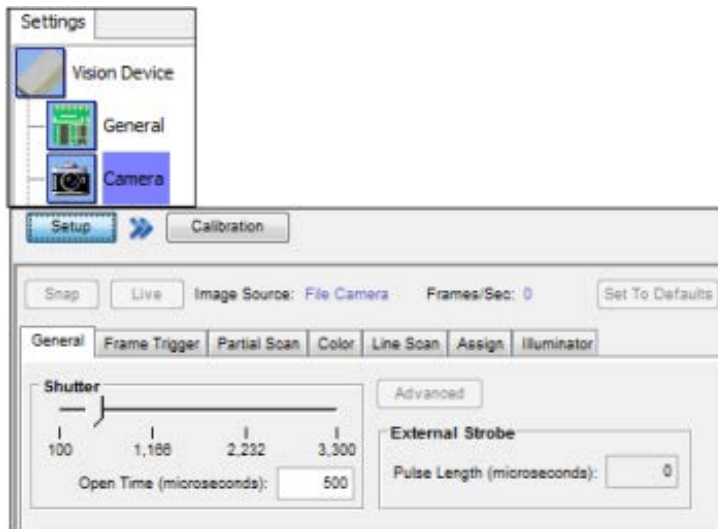 Settings
Vision Device
General
Camera
Setup
Calibration
Snap Live Image Source: File Camera Frames/Sec: 0 Set To Defaults
General Frame Trigger Partial Scan Color Line Scan Assign Illuminator
Shutter
100 1,166 2,232 3,300
Open Time (microseconds): 500
Advanced
External Strobe
Pulse Length (microseconds): 0